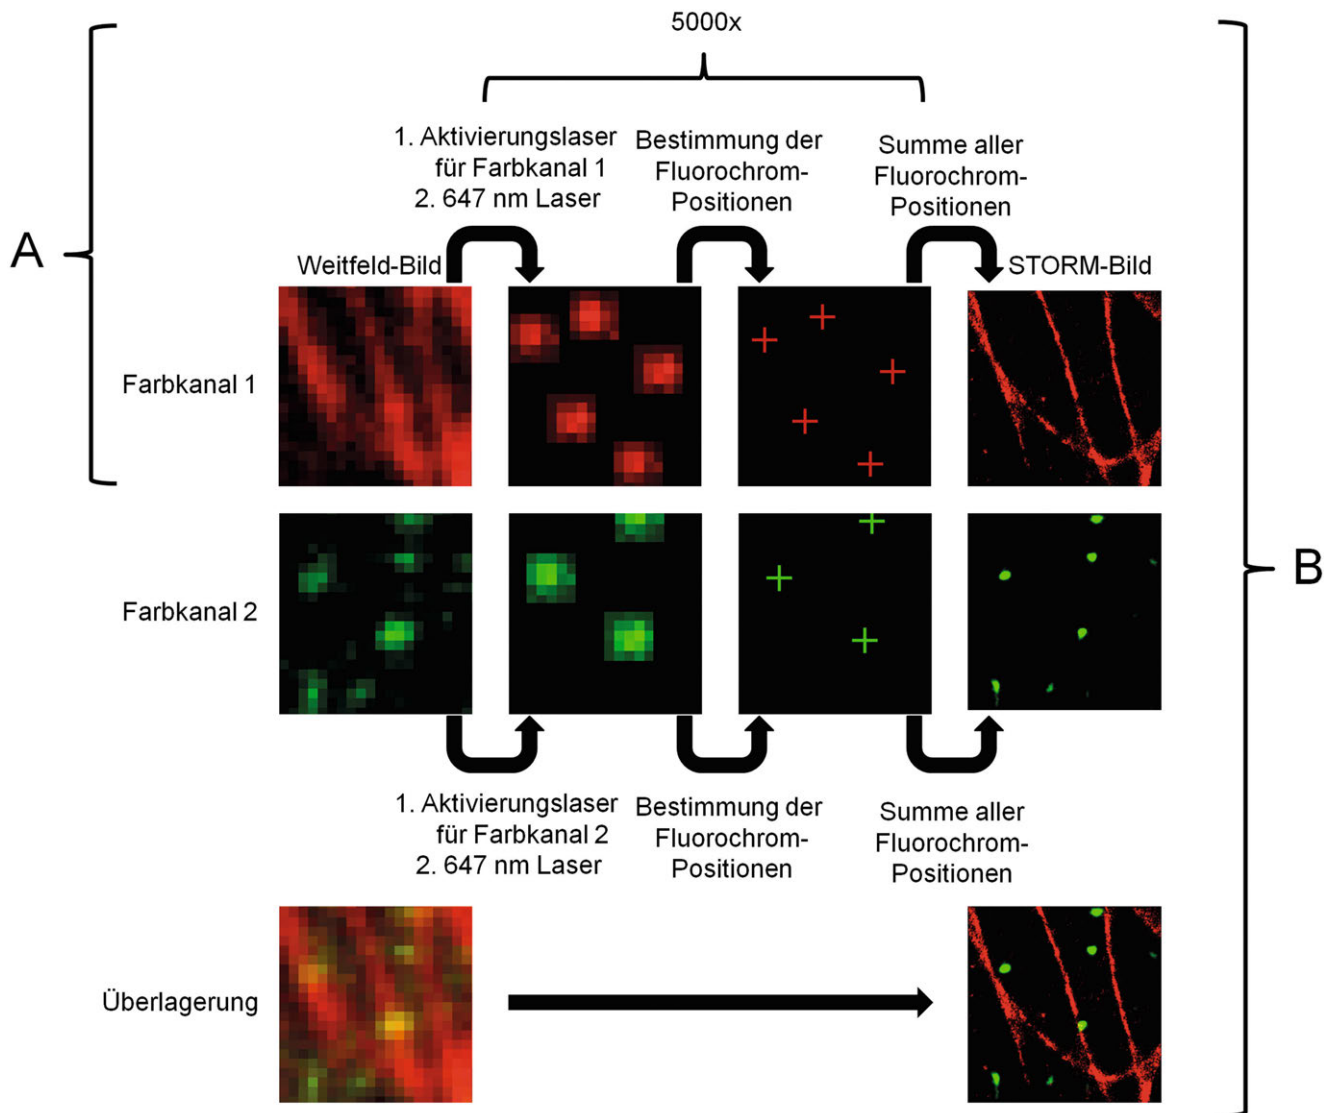 5000x
1. Aktivierungslaser
für Farbkanal 1
2. 647 nm Laser
Bestimmung der
Fluorochrom-
Positionen
Summe aller
Fluorochrom-
Positionen
A
Weitfeld-Bild
STORM-Bild
Farbkanal 1
B
Farbkanal 2
1. Aktivierungslaser
für Farbkanal 2
2. 647 nm Laser
Bestimmung der
Fluorochrom-
Positionen
Summe aller
Fluorochrom-
Positionen
Überlagerung